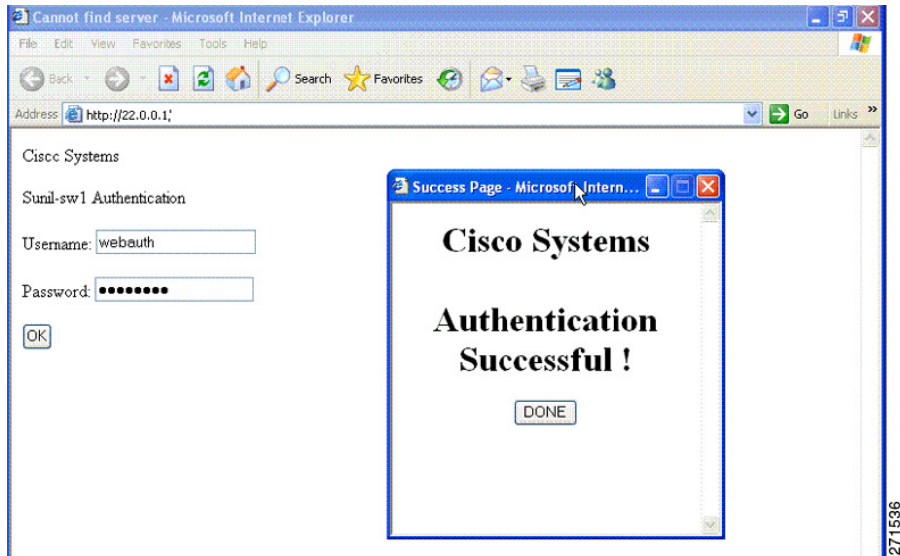 Cannot find server - Microsoft Internet Explorer
File Edit View Favorites Tools Help
Back Search Favorites
Address http://22.0.0.1,' Go Links »
Ciscc Systems
Sunil-sw1 Authentication
Username: webauth
Password: ●●●●●●●●
OK
Success Page - Microsoft Intern...
Cisco Systems
Authentication
Successful !
DONE
271536